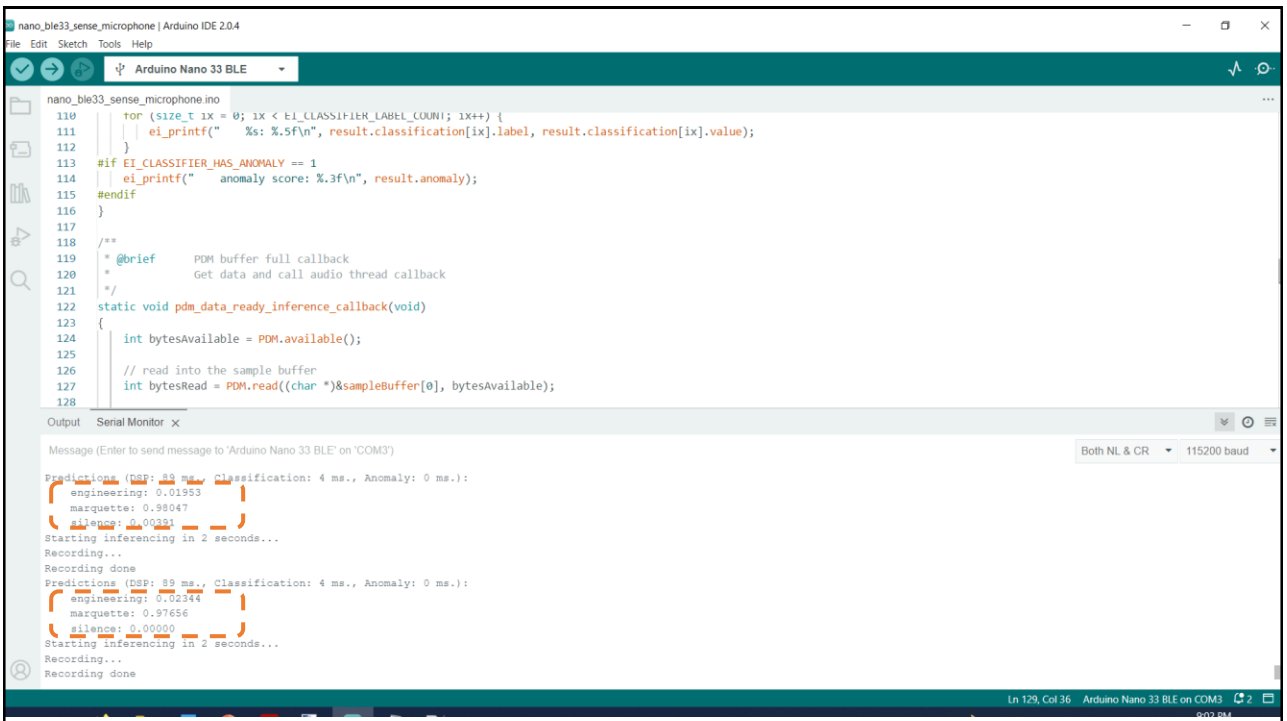 nano_ble33_sense_microphone | Arduino IDE 2.0.4
File Edit Sketch Tools Help
Arduino Nano 33 BLE
nano_ble33_sense_microphone.ino
110 for (size_t ix = 0; ix < EI_CLASSIFIER_LABEL_COUNT; ix++) {
111 ei_printf("    %s: %.5f\n", result.classification[ix].label, result.classification[ix].value);
112 }
113 #if EI_CLASSIFIER_HAS_ANOMALY == 1
114 ei_printf("    anomaly score: %.3f\n", result.anomaly);
115 #endif
116 }
117
118 /**
119 * @brief      PDM buffer full callback
120 *             Get data and call audio thread callback
121 */
122 static void pdm_data_ready_inference_callback(void)
123 {
124 int bytesAvailable = PDM.available();
125
126 // read into the sample buffer
127 int bytesRead = PDM.read((char *)&sampleBuffer[0], bytesAvailable);
128
Output Serial Monitor
Message (Enter to send message to 'Arduino Nano 33 BLE' on 'COM3')
Both NL & CR 115200 baud
Predictions (DSP: 89 ms., Classification: 4 ms., Anomaly: 0 ms.):
engineering: 0.01953
marquette: 0.98047
silence: 0.00391
Starting inferencing in 2 seconds...
Recording...
Recording done
Predictions (DSP: 89 ms., Classification: 4 ms., Anomaly: 0 ms.):
engineering: 0.02344
marquette: 0.97656
silence: 0.00000
Starting inferencing in 2 seconds...
Recording...
Recording done
Ln 129, Col 36 Arduino Nano 33 BLE on COM3 2
9:02 PM